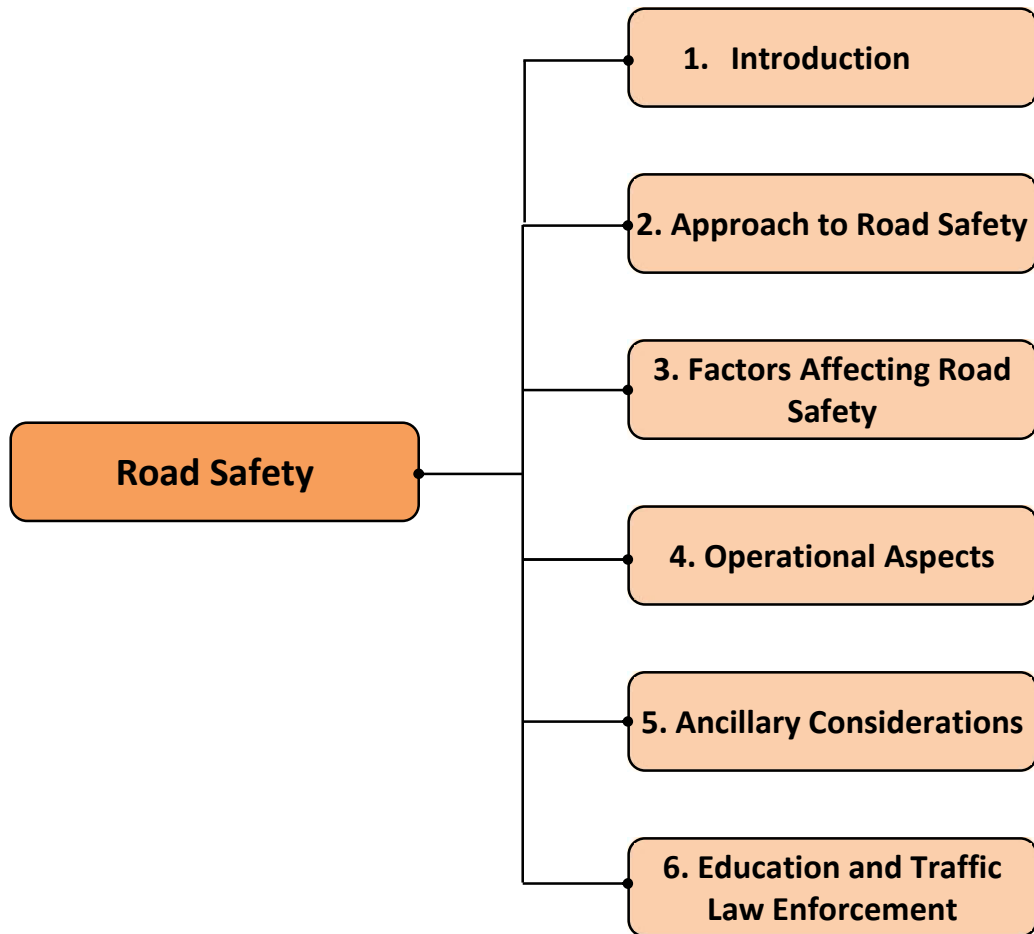 1. Introduction
2. Approach to Road Safety
3. Factors Affecting Road
Safety
Road Safety
4. Operational Aspects
5. Ancillary Considerations
6. Education and Traffic
Law Enforcement